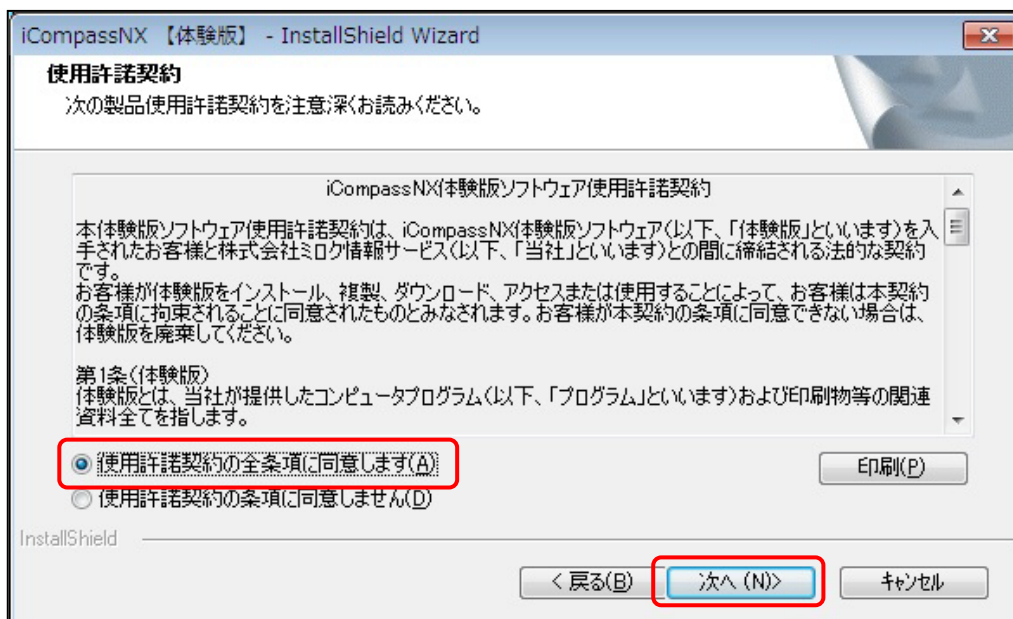 iCompassNX 【体験版】 - InstallShield Wizard
使用許諾契約
次の製品使用許諾契約を注意深くお読みください。
iCompassNX体験版ソフトウェア使用許諾契約
本体験版ソフトウェア使用許諾契約は、iCompassNX体験版ソフトウェア(以下、「体験版」といいます)を入
手されたお客様と株式会社ミロク情報サービス(以下、「当社」といいます)との間に締結される法的な契約
です。
お客様が体験版をインストール、複製、ダウンロード、アクセスまたは使用することによって、お客様は本契約
の条項に拘束されることに同意されたものとみなされます。お客様が本契約の条項に同意できない場合は、
体験版を廃棄してください。
第1条(体験版)
体験版とは、当社が提供したコンピュータプログラム(以下、「プログラム」といいます)および印刷物等の関連
資料全てを指します。
使用許諾契約の全条項に同意します(A)
印刷(P)
使用許諾契約の条項に同意しません(D)
InstallShield
< 戻る(B)
次へ (N)>
キャンセル